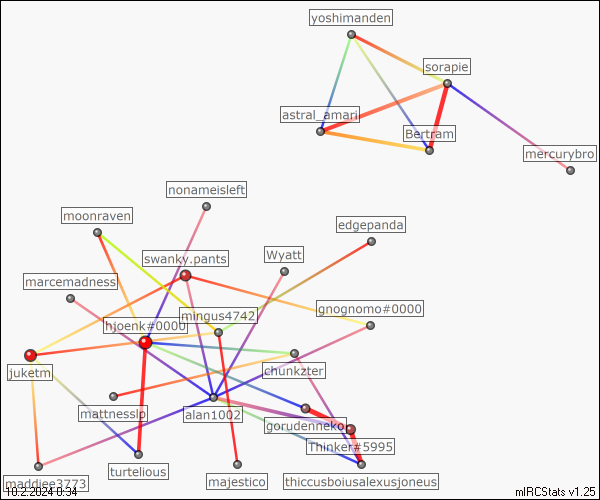 yoshimanden
sorapie
astral_amari
Bertram
mercurybro
nonameisleft
moonraven
edgepanda
swanky.pants
Wyatt
marcemadness
gnognomo#0000
mingus4742
hjoenk#0000
juketm
chunkzter
mattnesslp
alan1002
gorudenneko
Thinker#5995
maddiee3773
turtelious
majestico
thiccusboiusalexusjoneus
10.2.2024 0:34
mIRCStats v1.25